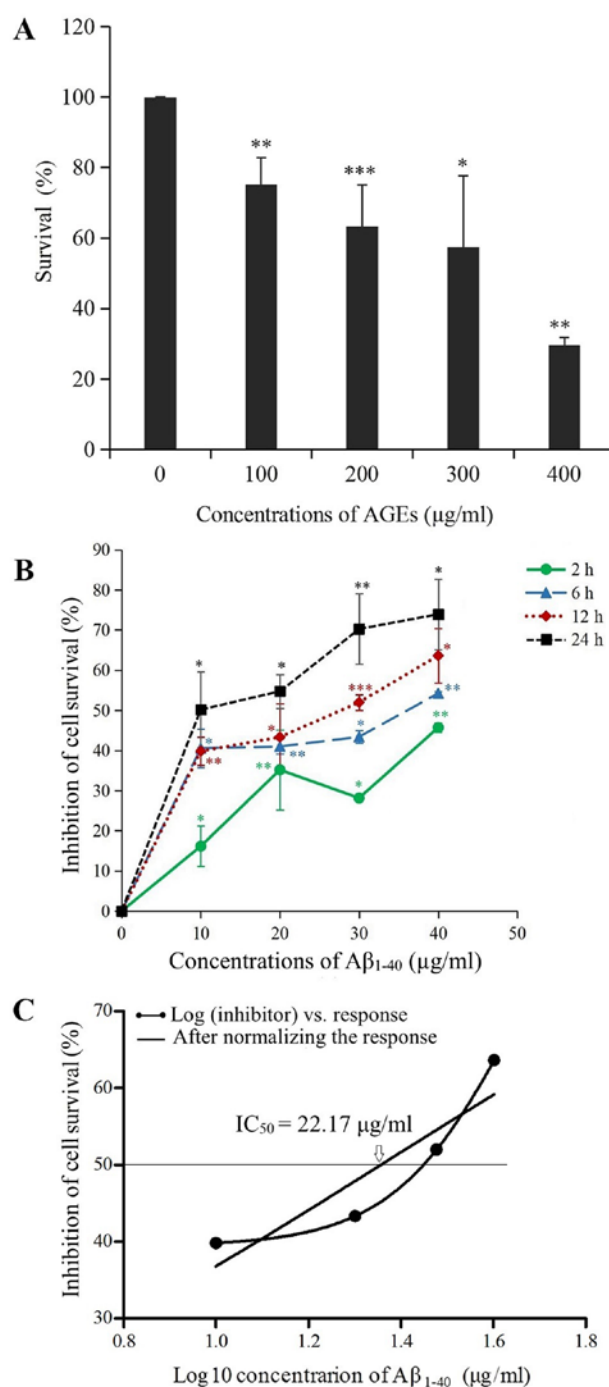 A
120
100
80
60
40
20
0
Survival (%)
**
***
*
**
0 100 200 300 400
Concentrations of AGEs (µg/ml)
B
90
80
70
60
50
40
30
20
10
0
Inhibition of cell survival (%)
2 h
6 h
12 h
24 h
* * ** *
** * *** *
* ** * **
* ** * **
0 10 20 30 40 50
Concentrations of Aβ1-40 (µg/ml)
C
70
60
50
40
30
Inhibition of cell survival (%)
Log (inhibitor) vs. response
After normalizing the response
IC50 = 22.17 µg/ml
0.8 1.0 1.2 1.4 1.6 1.8
Log10 concentrarion of Aβ1-40 (µg/ml)